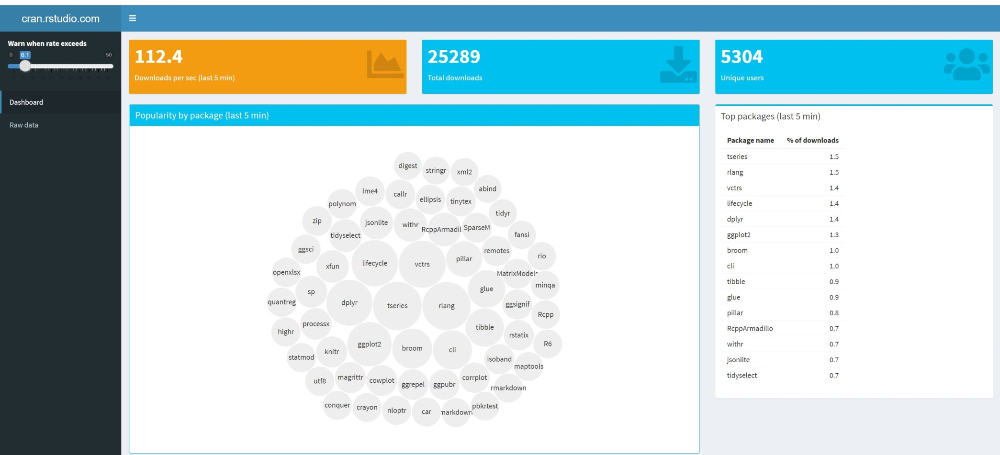 cran.rstudio.com
Warn when rate exceeds
0 6.1 50
0 5 10 15 20 25 30 35 40 45 50
Dashboard
Raw data
112.4
Downloads per sec (last 5 min)
25289
Total downloads
5304
Unique users
Popularity by package (last 5 min)
digest
stringr
xml2
abind
lme4
callr
ellipsis
tinytex
polynom
tidyr
zip
jsonlite
withr
RcppArmadil
SparseM
tidyselect
fansi
ggsci
remotes
rio
xfun
lifecycle
vctrs
pillar
openxlsx
MatrixModels
minqa
sp
glue
quantreg
dplyr
tseries
rlang
ggsignif
Rcpp
processx
tibble
highr
rstatix
R6
ggplot2
broom
cli
knitr
statmod
isoband
maptools
utf8
magrittr
cowplot
ggrepel
ggpubr
corrplot
rmarkdown
conquer
crayon
nloptr
car
markdown
pbkrtest
Top packages (last 5 min)
Package name % of downloads
tseries 1.5
rlang 1.5
vctrs 1.4
lifecycle 1.4
dplyr 1.4
ggplot2 1.3
broom 1.0
cli 1.0
tibble 0.9
glue 0.9
pillar 0.8
RcppArmadillo 0.7
withr 0.7
jsonlite 0.7
tidyselect 0.7